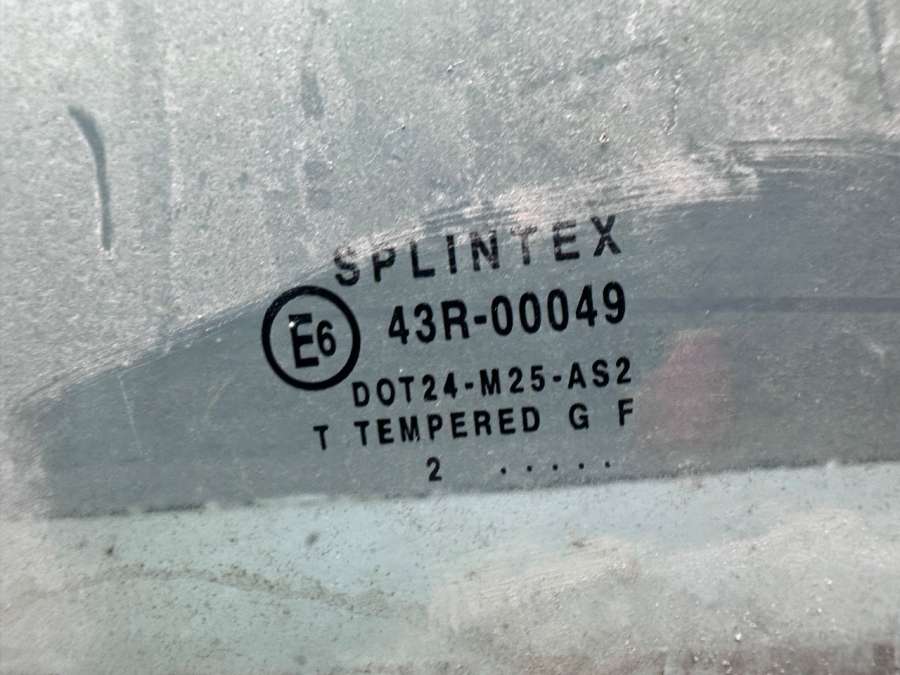 SPLINTEX
E6 43R-00049
DOT24-M25-AS2
T TEMPERED G F
2 .....